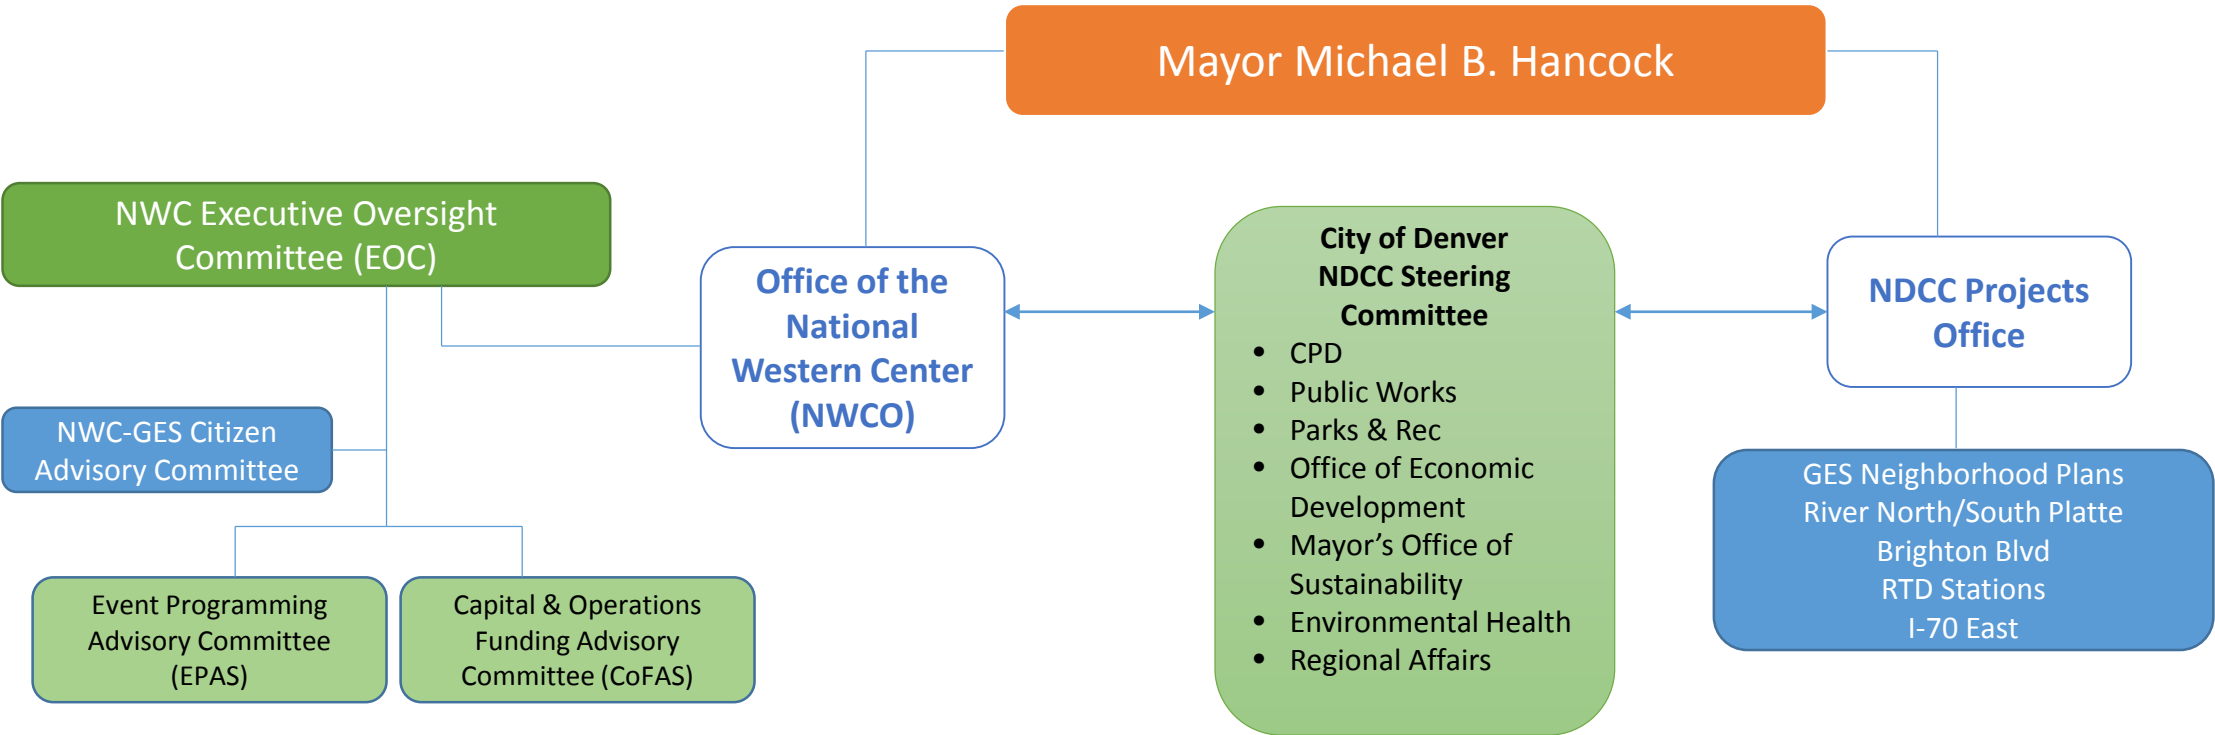 Mayor Michael B. Hancock
NWC Executive Oversight
Committee (EOC)
Office of the
National
Western Center
(NWCO)
City of Denver
NDCC Steering
Committee
• CPD
• Public Works
• Parks & Rec
• Office of Economic
Development
• Mayor’s Office of
Sustainability
• Environmental Health
• Regional Affairs
NDCC Projects
Office
NWC-GES Citizen
Advisory Committee
GES Neighborhood Plans
River North/South Platte
Brighton Blvd
RTD Stations
I-70 East
Event Programming
Advisory Committee
(EPAS)
Capital & Operations
Funding Advisory
Committee (CoFAS)